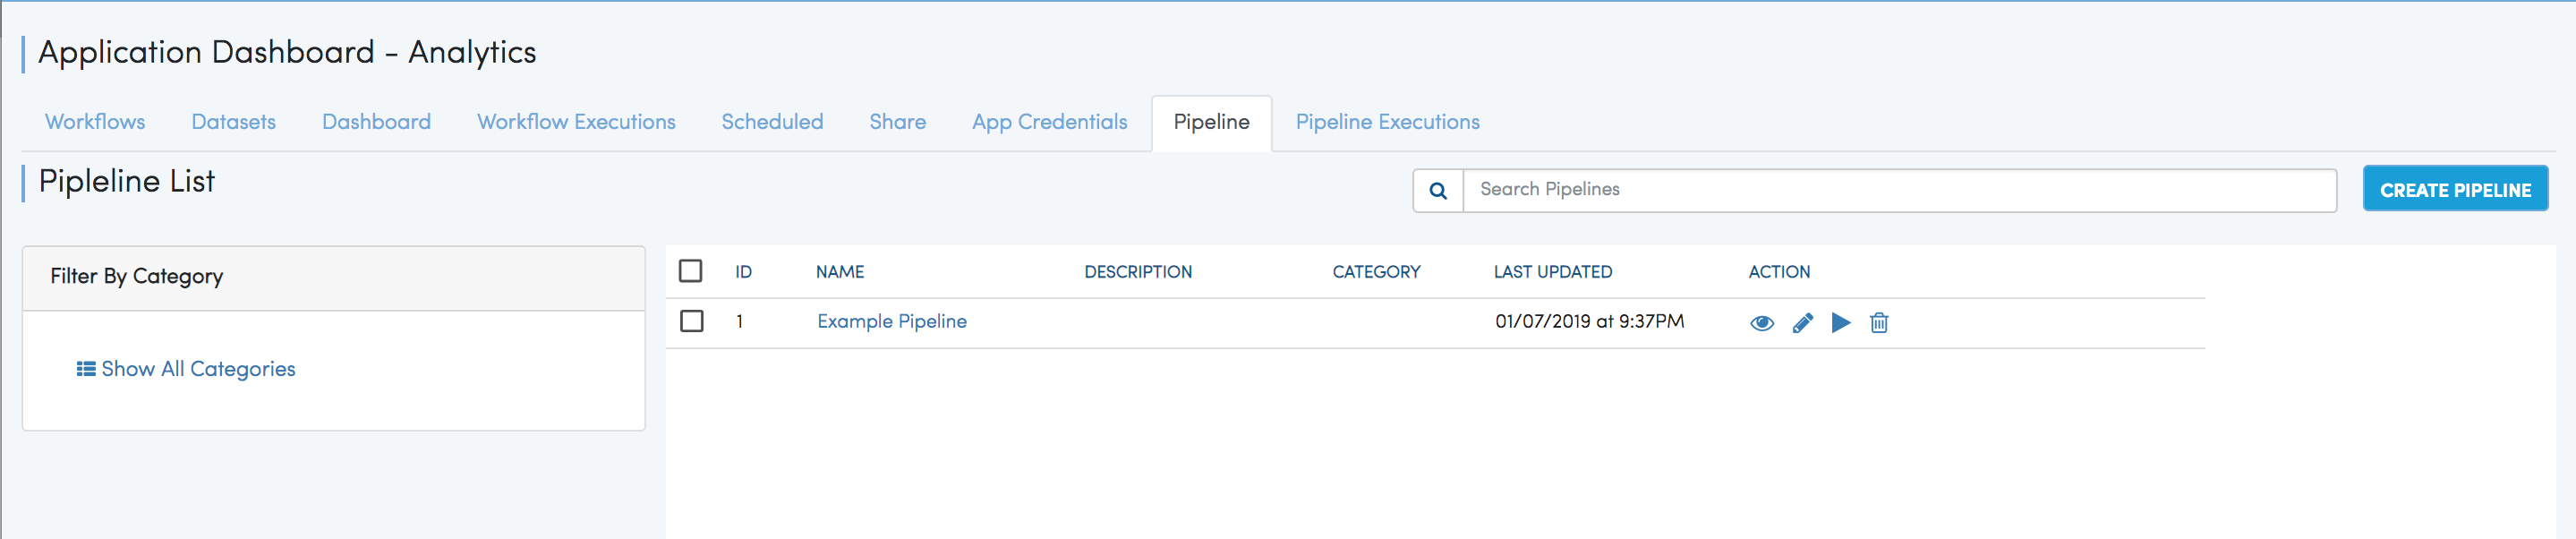 Application Dashboard - Analytics
Workflows Datasets Dashboard Workflow Executions Scheduled Share App Credentials Pipeline Pipeline Executions
Pipleline List
Search Pipelines
CREATE PIPELINE
Filter By Category
Show All Categories
ID NAME DESCRIPTION CATEGORY LAST UPDATED ACTION
1 Example Pipeline 01/07/2019 at 9:37PM